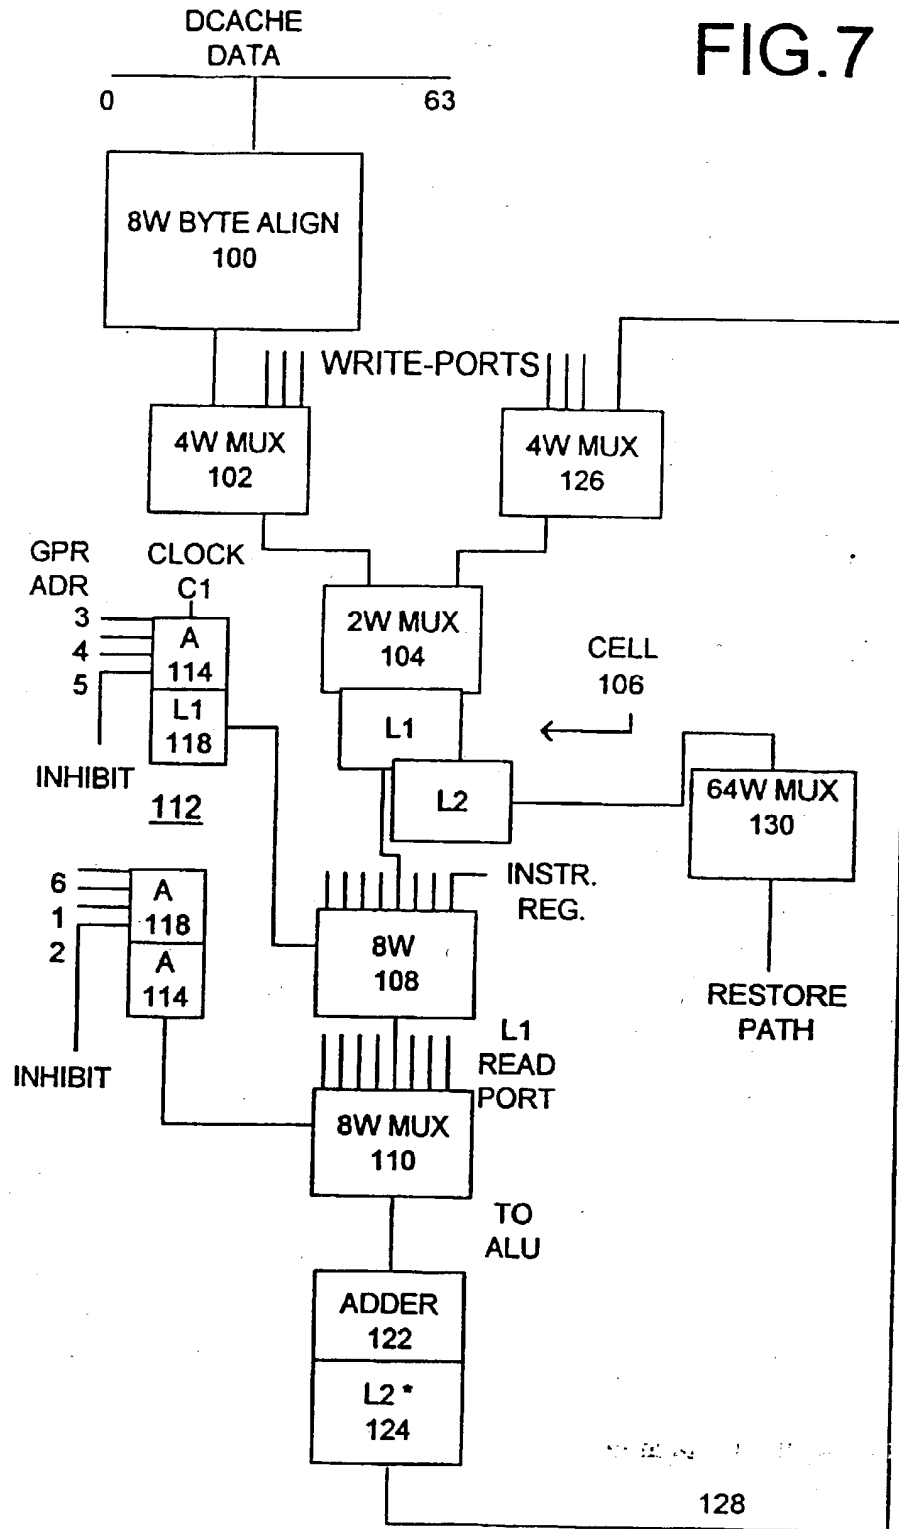 DCACHE
DATA
FIG.7
0 63
8W BYTE ALIGN
100
WRITE-PORTS
4W MUX
102
4W MUX
126
GPR
ADR
CLOCK
C1
3
4
5
A
114
L1
118
INHIBIT
112
2W MUX
104
L1
L2
CELL
106
64W MUX
130
RESTORE
PATH
6
1
2
A
118
A
114
INHIBIT
INSTR.
REG.
8W
108
L1
READ
PORT
8W MUX
110
TO
ALU
ADDER
122
L2 *
124
128